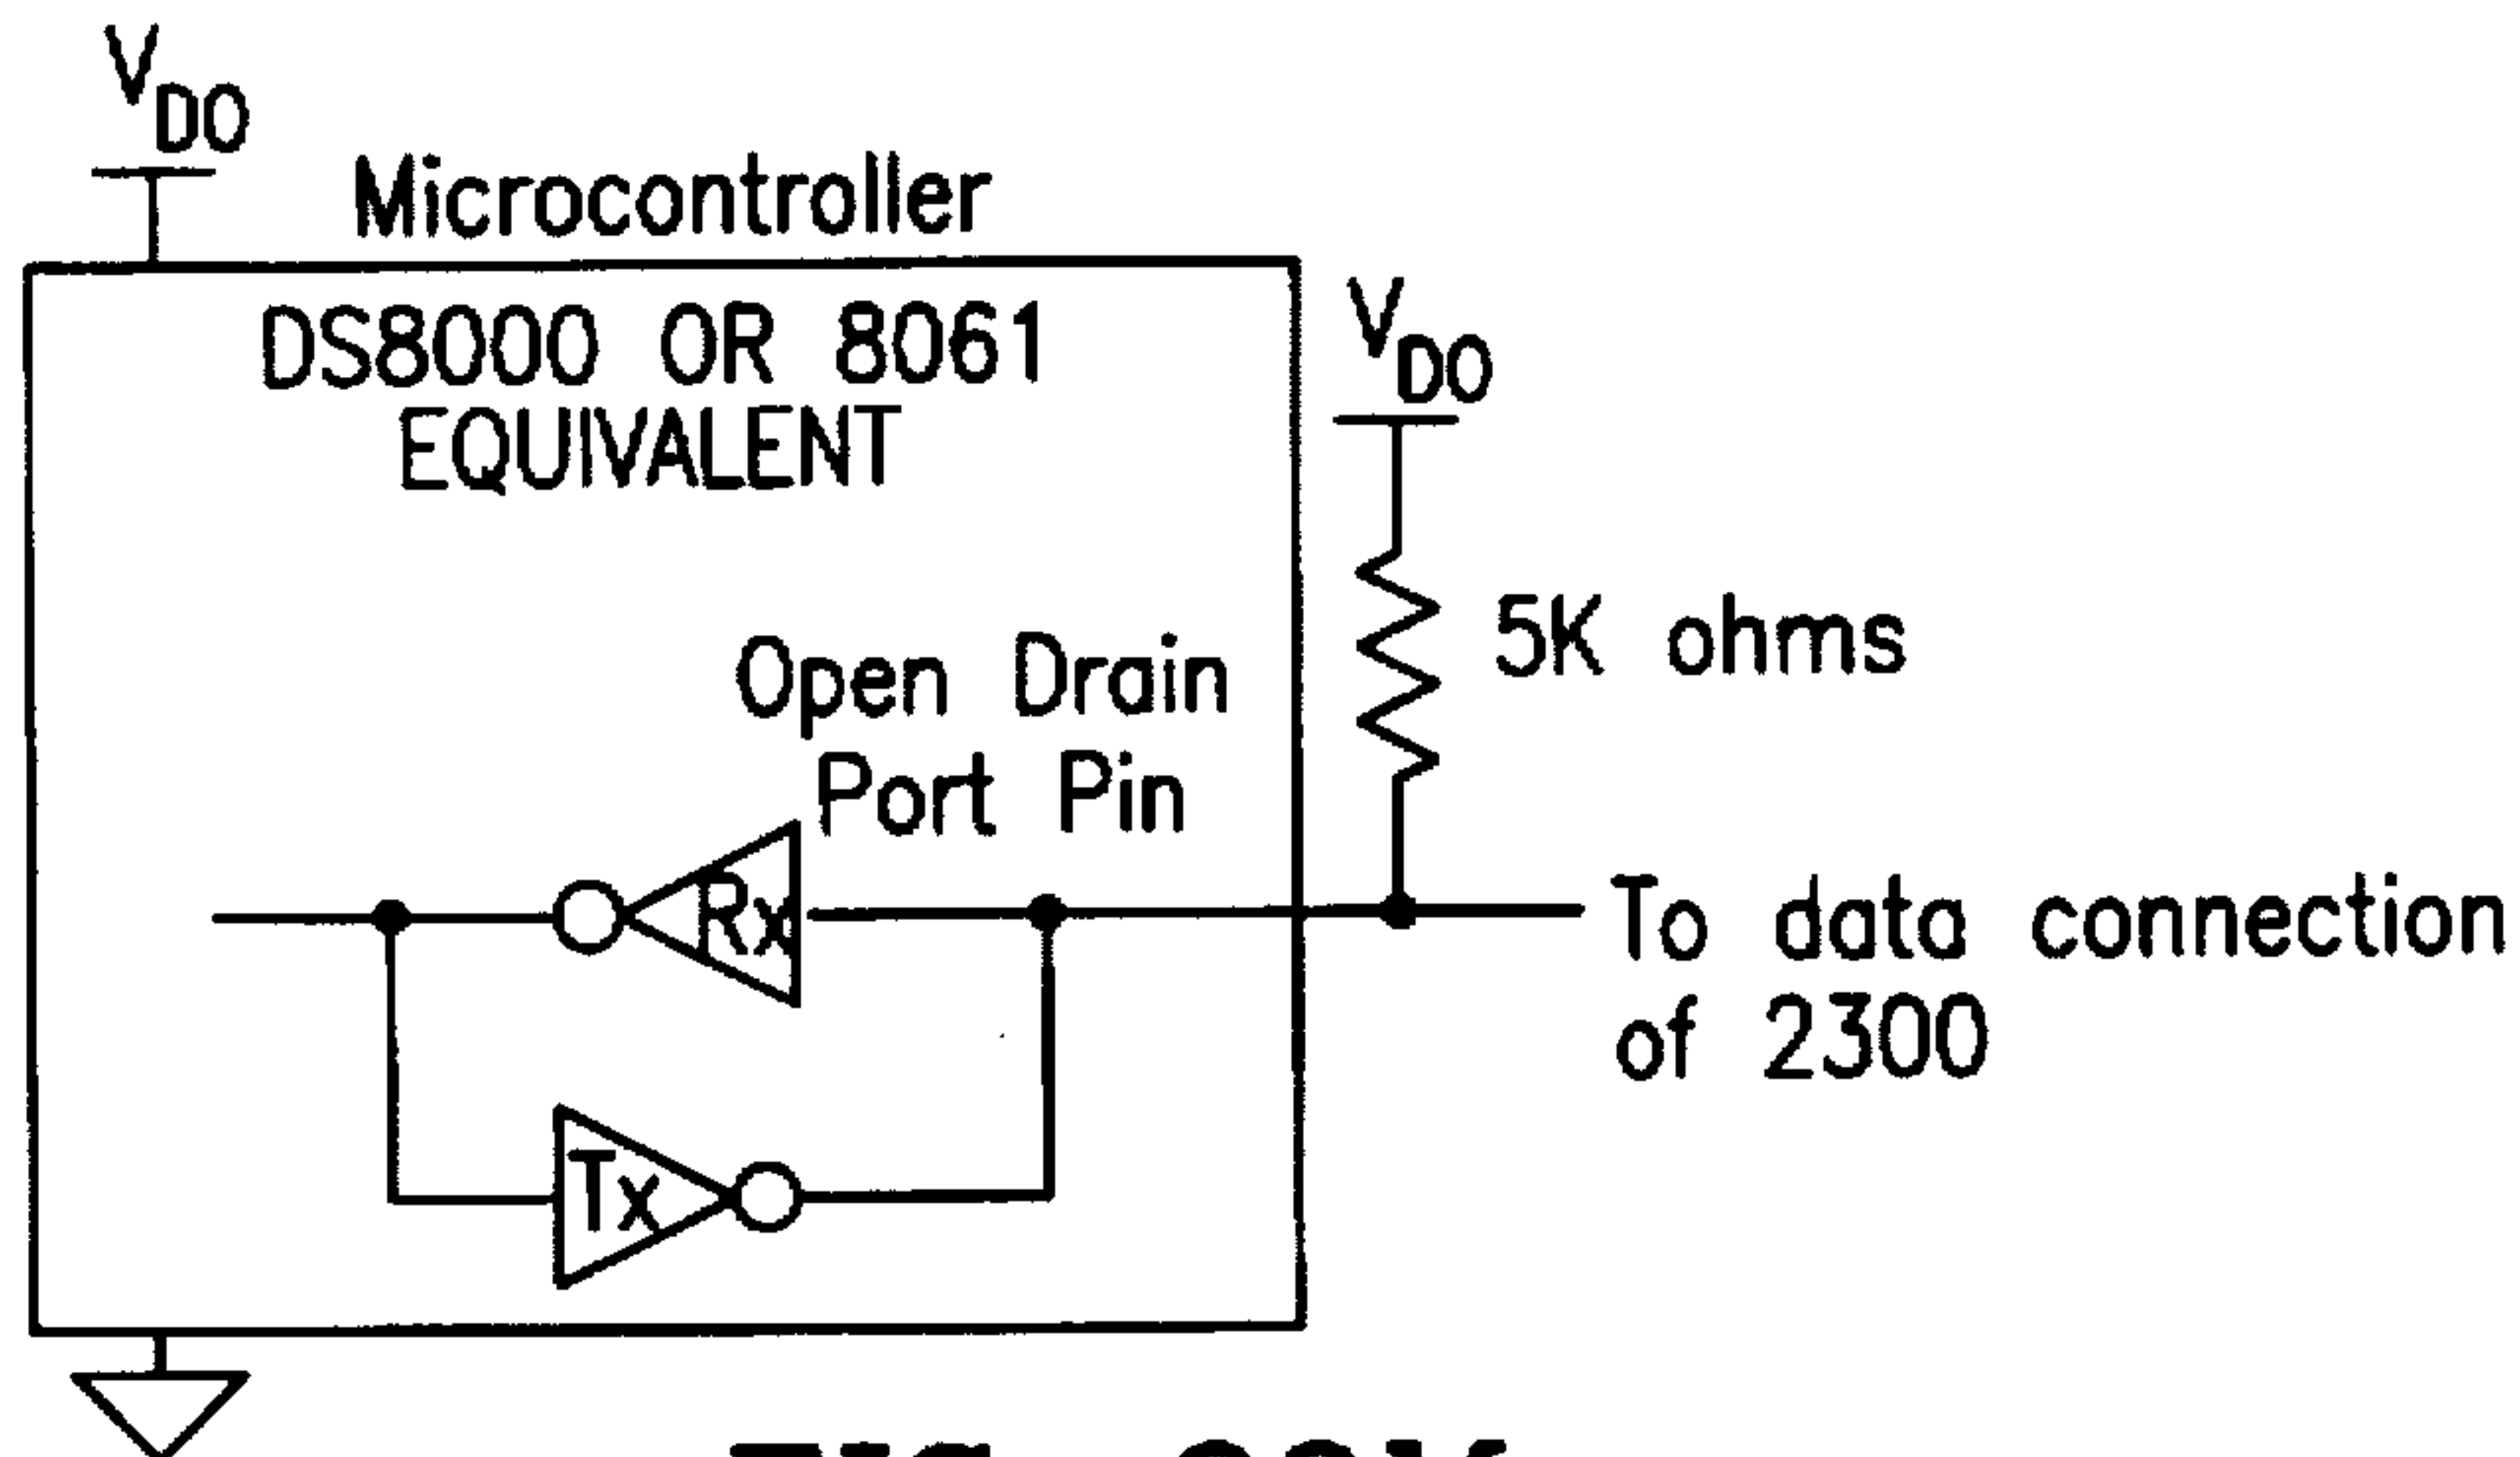 VDO
Microcontroller
DS8000 OR 8061
EQUIVALENT
VDO
5K ohms
Open Drain
Port Pin
Rx
To data connection
of 2300
Tx